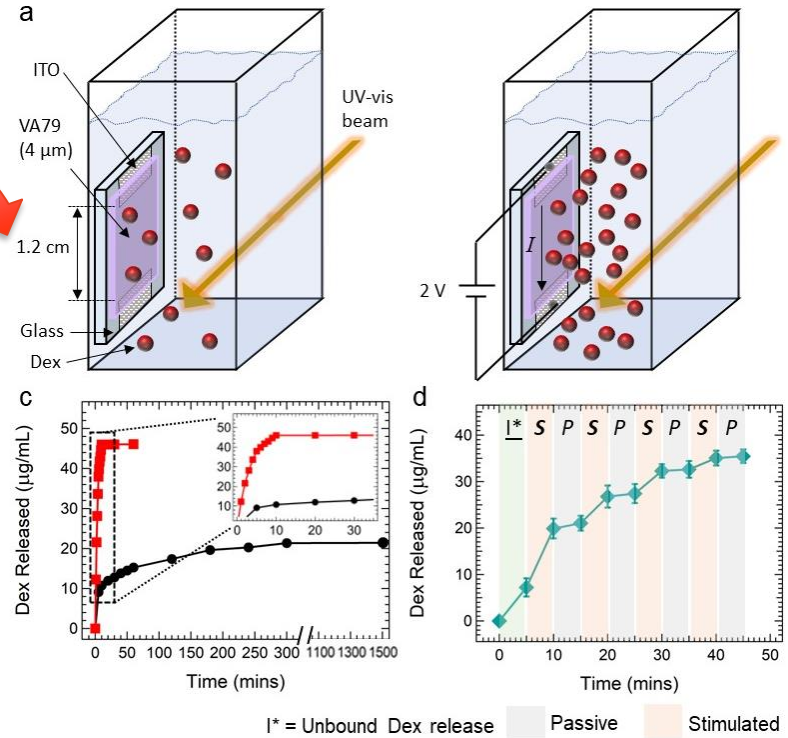 a
ITO
VA79
(4 μm)
1.2 cm
Glass
Dex
UV-vis
beam
2 V
I
c
Dex Released (μg/mL)
50
40
30
20
10
0
0 50 100 150 200 250 300 1100 1300 1500
Time (mins)
50
40
30
20
10
0 10 20 30
d
Dex Released (μg/mL)
I* S P S P S P S P
40
30
20
10
0
0 10 20 30 40 50
Time (mins)
I* = Unbound Dex release Passive Stimulated